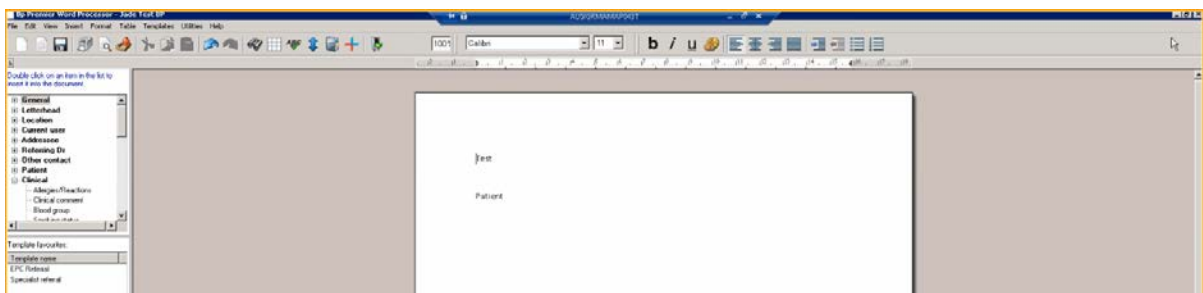 Bp Premier Word Processor - Jade Test.BP
File Edit View Insert Format Table Templates Utilities Help
100% Calibri 11 b i u
Double click on an item in the list to
insert it into the document.
General
Letterhead
Location
Current user
Addressee
Referring Dr
Other contact
Patient
Clinical
Allergies/Reactions
Clinical comment
Blood group
Smoking status
Test
Patient
Template favourites:
Template name
EPC Referral
Specialist referral